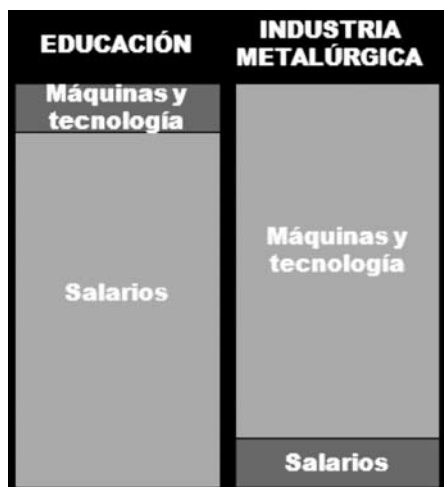 EDUCACIÓN
Máquinas y
tecnología
Salarios
INDUSTRIA
METALÚRGICA
Máquinas y
tecnología
Salarios